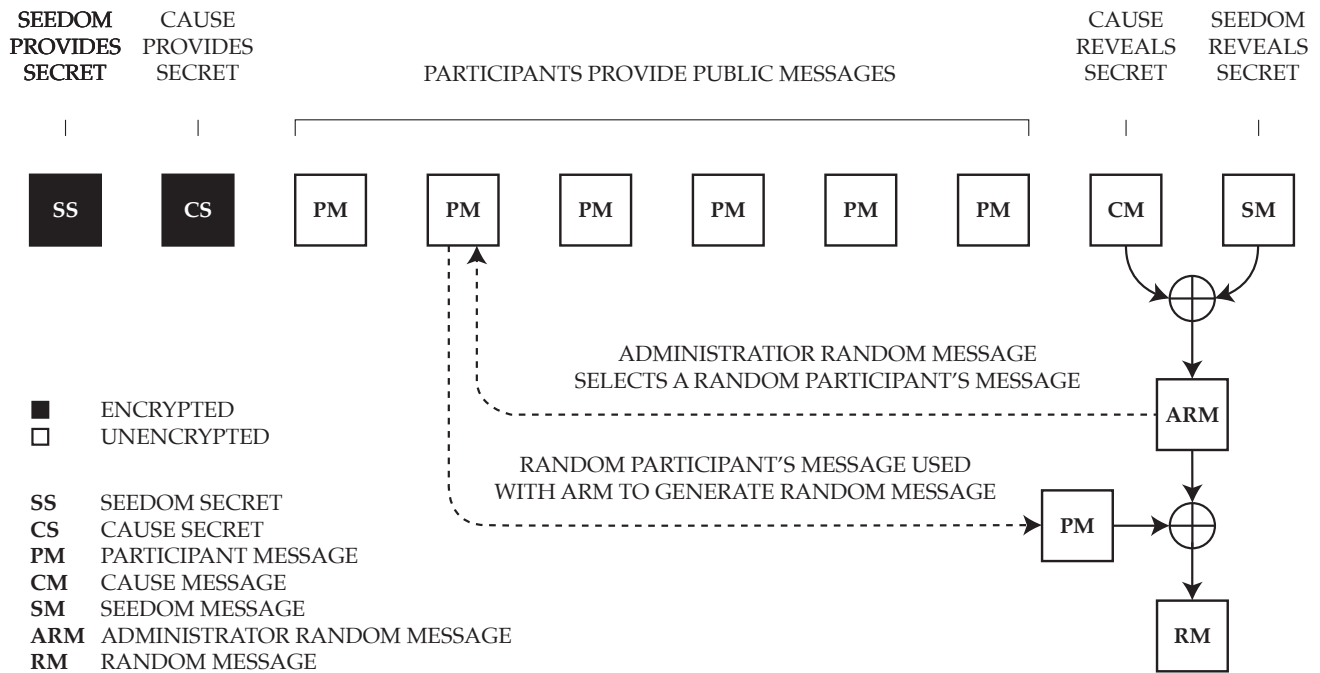 SEEDOM
PROVIDES
SECRET
CAUSE
PROVIDES
SECRET
PARTICIPANTS PROVIDE PUBLIC MESSAGES
CAUSE
REVEALS
SECRET
SEEDOM
REVEALS
SECRET
SS
CS
PM
PM
PM
PM
PM
PM
CM
SM
ADMINISTRATIOR RANDOM MESSAGE
SELECTS A RANDOM PARTICIPANT'S MESSAGE
ARM
RANDOM PARTICIPANT'S MESSAGE USED
WITH ARM TO GENERATE RANDOM MESSAGE
PM
RM
ENCRYPTED
UNENCRYPTED
SS SEEDOM SECRET
CS CAUSE SECRET
PM PARTICIPANT MESSAGE
CM CAUSE MESSAGE
SM SEEDOM MESSAGE
ARM ADMINISTRATOR RANDOM MESSAGE
RM RANDOM MESSAGE